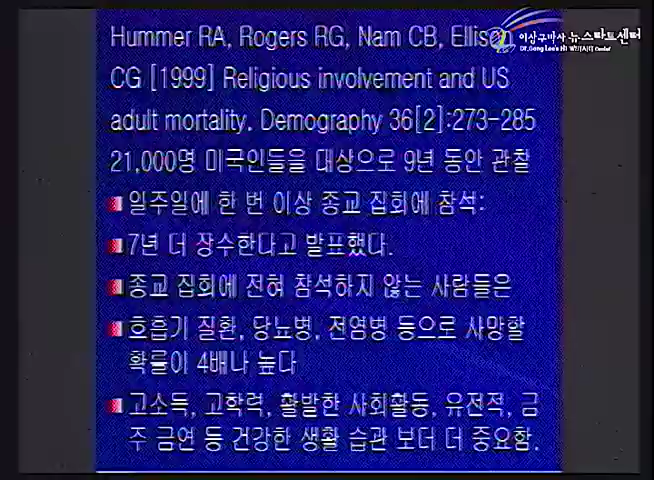 이상구박사 뉴-스타트센터
Hummer RA, Rogers RG, Nam CB, Ellison
CG [1999] Religious involvement and US
adult mortality. Demography 36[2]:273-285
21,000명 미국인들을 대상으로 9년 동안 관찰
일주일에 한 번 이상 종교 집회에 참석:
7년 더 장수한다고 발표했다.
종교 집회에 전혀 참석하지 않는 사람들은
호흡기 질환, 당뇨병, 전염병 등으로 사망할
확률이 4배나 높다
고소득, 고학력, 활발한 사회활동, 유전적, 금
주 금연 등 건강한 생활 습관 보더 더 중요함.